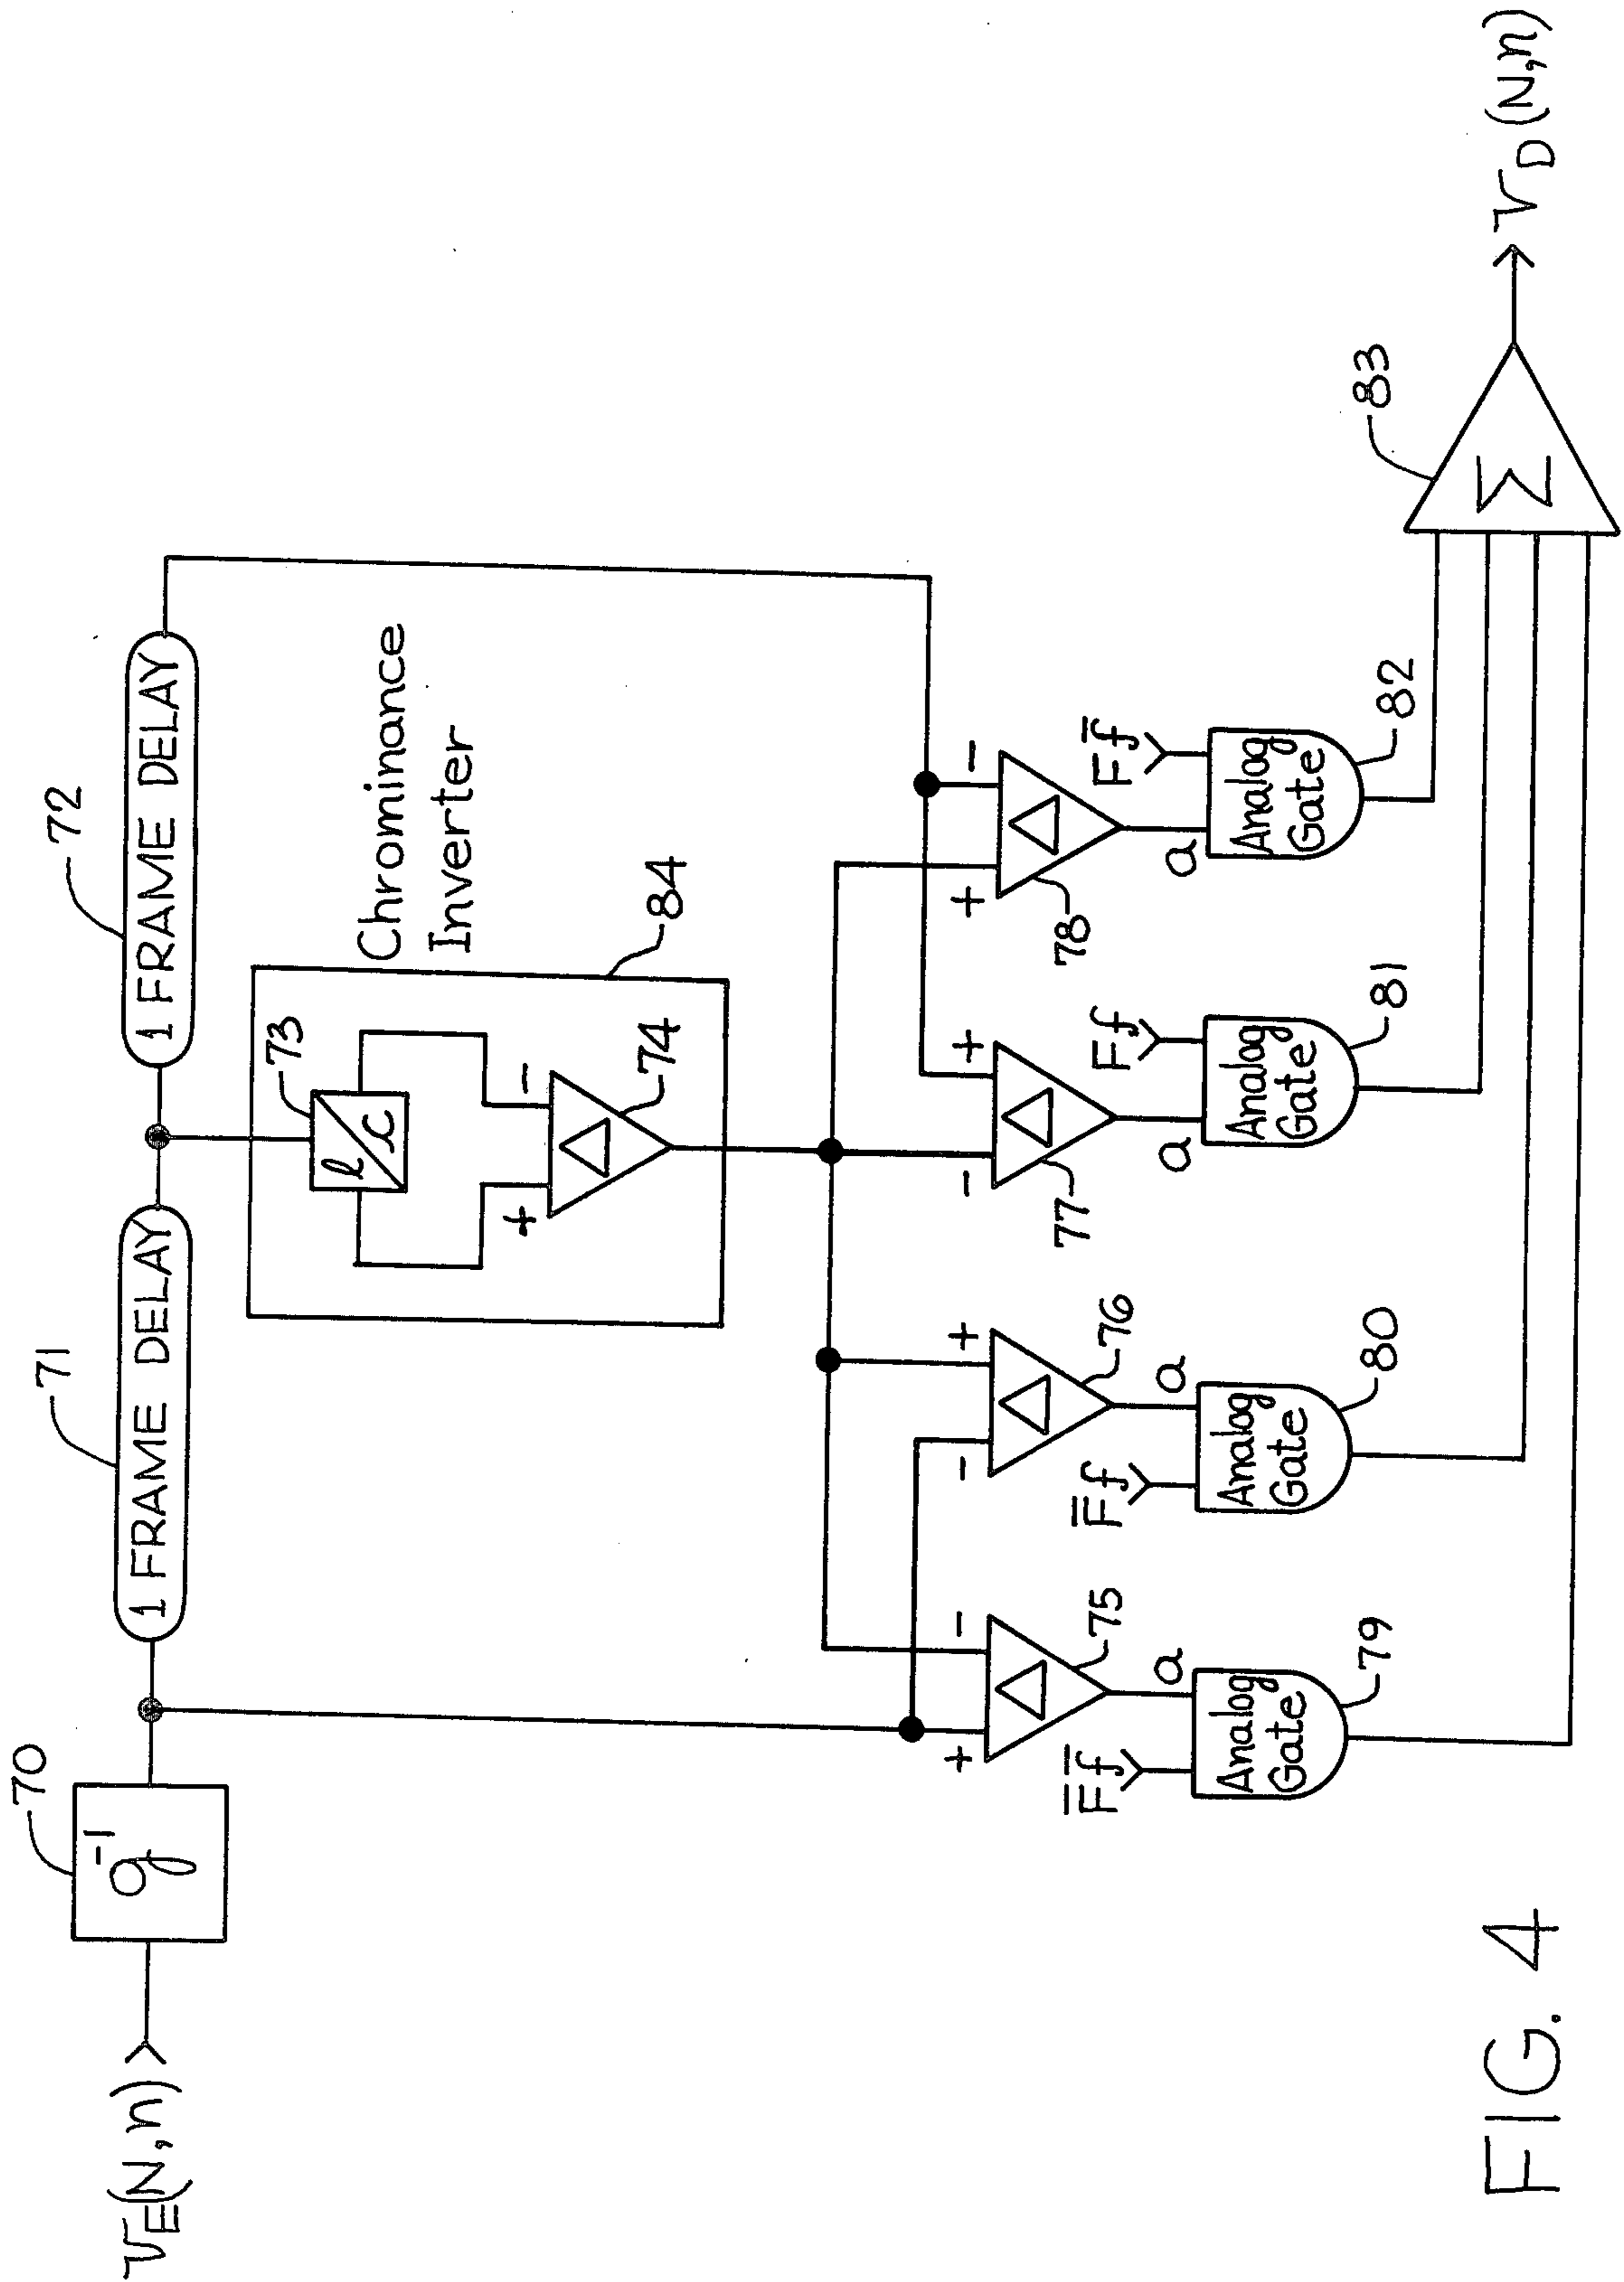 V_E(N,n)
70
g⁻¹
71
1 FRAME DELAY
72
1 FRAME DELAY
73
l/c
Chrominance
Inverter
+ −
74
84
+ −
75
− +
76
− +
77
+ −
78
F̅f̅
a
Analog
Gate
79
F̅f
a
Analog
Gate
80
a
Ff
Analog
Gate
81
a
Ff̅
Analog
Gate
82
Σ
83
V_D(N,n)
FIG. 4